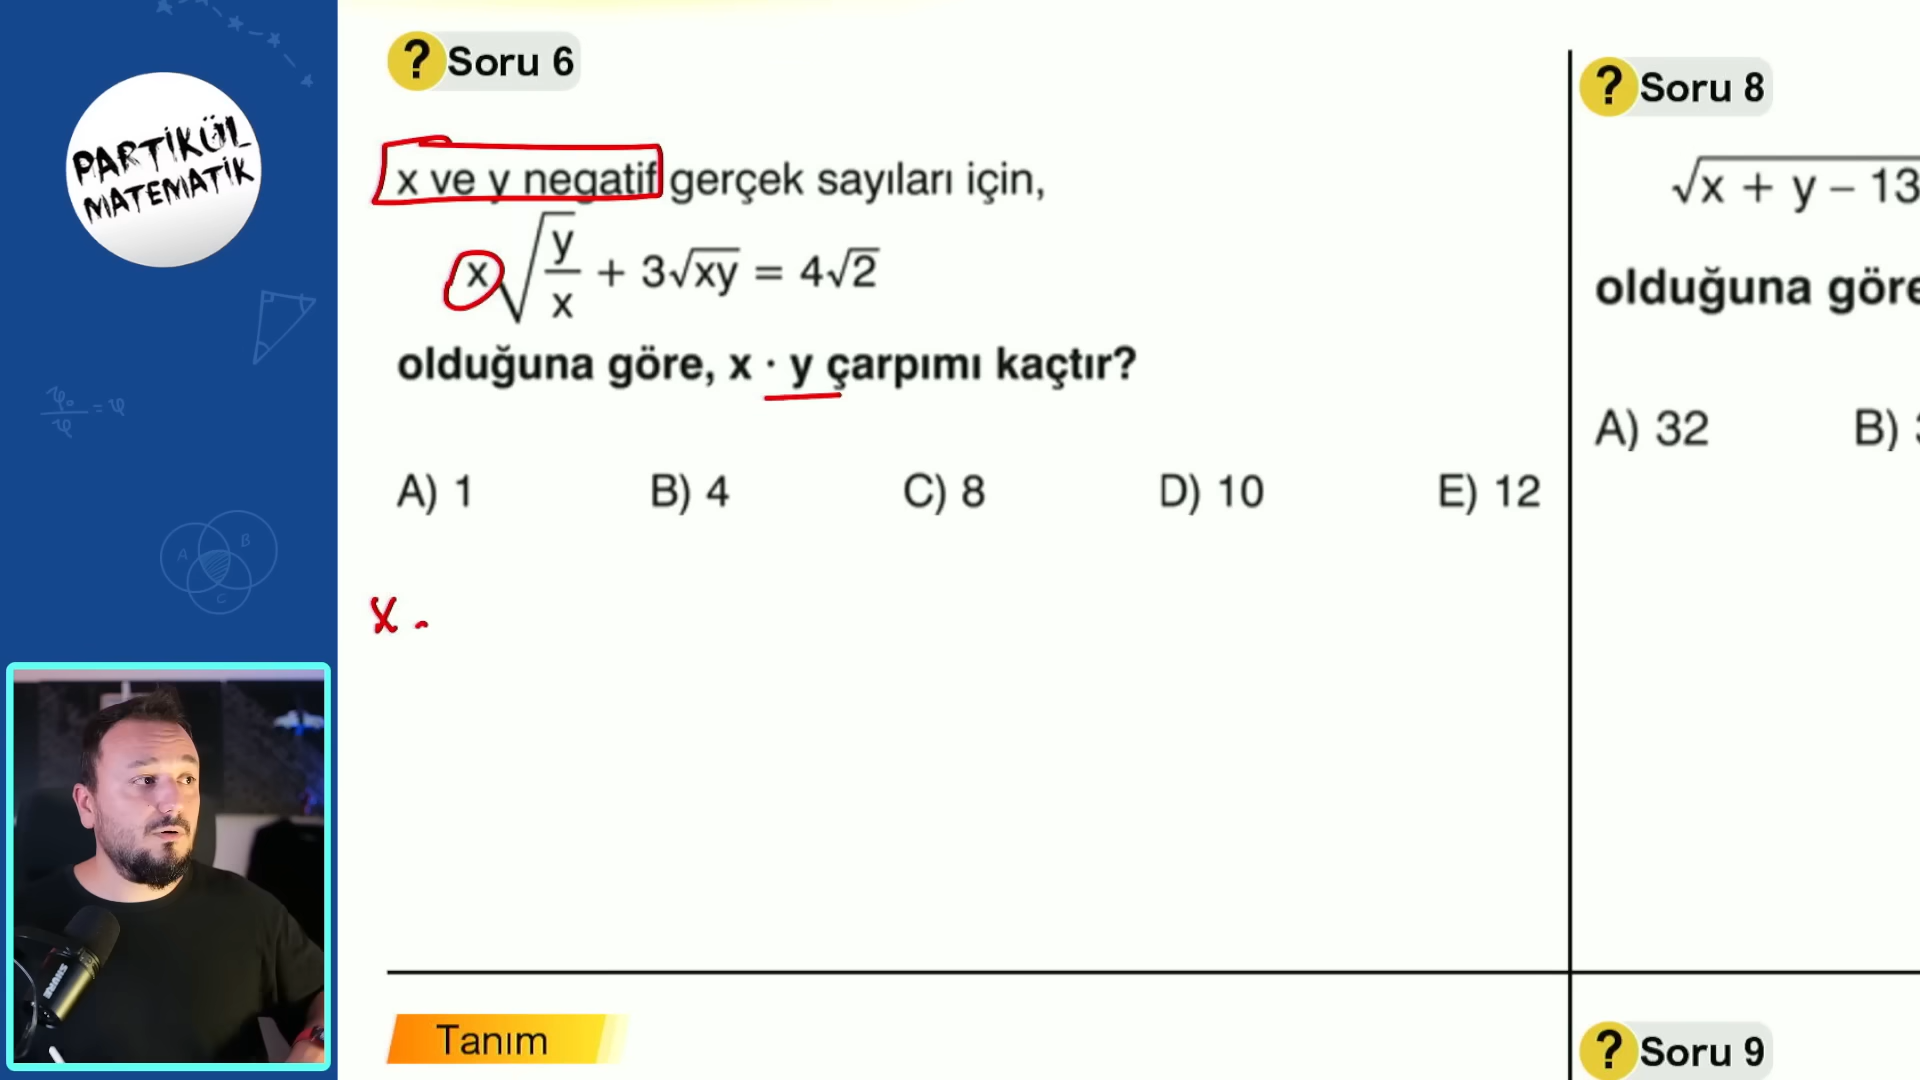 PARTİKÜL
MATEMATİK
? Soru 6
x ve y negatif gerçek sayıları için,
x√(y/x) + 3√xy = 4√2
olduğuna göre, x · y çarpımı kaçtır?
A) 1 B) 4 C) 8 D) 10 E) 12
x .
Tanım
? Soru 8
√x + y – 13
olduğuna göre
A) 32 B)
? Soru 9
A B
C
SHURE